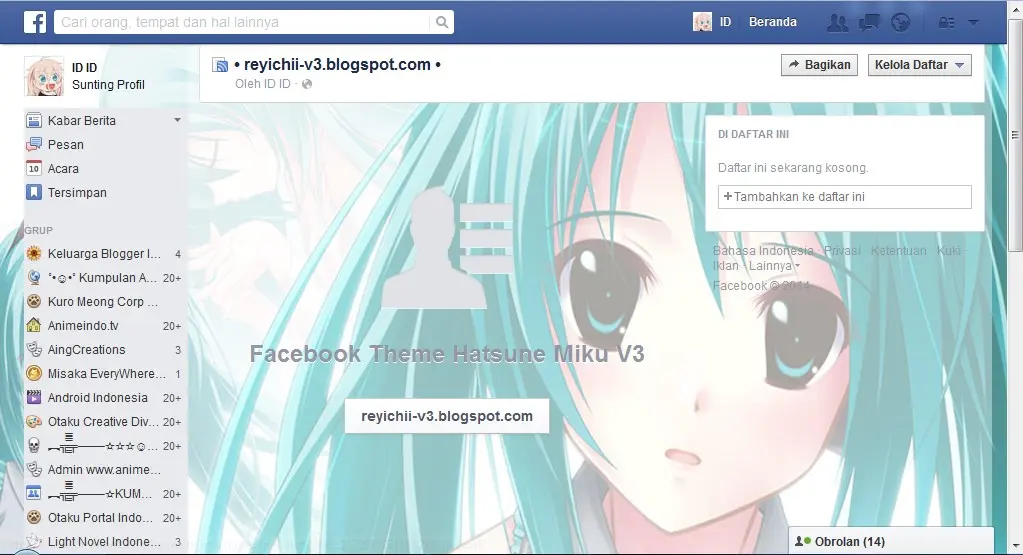 f Cari orang, tempat dan hal lainnya
ID Beranda
ID ID
Sunting Profil
• reyichii-v3.blogspot.com •
Oleh ID ID ·
Bagikan
Kelola Daftar
Kabar Berita
Pesan
10 Acara
Tersimpan
GRUP
Keluarga Blogger I... 4
°•☺•° Kumpulan A... 20+
Kuro Meong Corp ...
Animeindo.tv 20+
AingCreations 3
Misaka EveryWhere... 1
Android Indonesia 20+
Otaku Creative Div... 20+
☆☆☆☺... 20+
Admin www.anime...
☆KUM... 20+
Otaku Portal Indo... 20+
Light Novel Indone... 3
Facebook Theme Hatsune Miku V3
reyichii-v3.blogspot.com
DI DAFTAR INI
Daftar ini sekarang kosong.
+Tambahkan ke daftar ini
Bahasa Indonesia · Privasi · Ketentuan · Kuki ·
Iklan · Lainnya
Facebook © 2014
Obrolan (14)